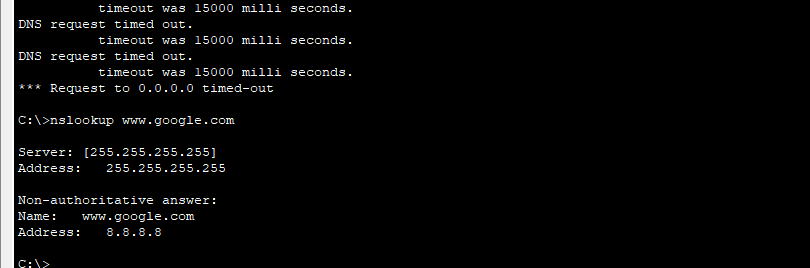 timeout was 15000 milli seconds.
DNS request timed out.
timeout was 15000 milli seconds.
DNS request timed out.
timeout was 15000 milli seconds.
*** Request to 0.0.0.0 timed-out
C:\>nslookup www.google.com
Server: [255.255.255.255]
Address:   255.255.255.255
Non-authoritative answer:
Name:   www.google.com
Address:   8.8.8.8
C:\>